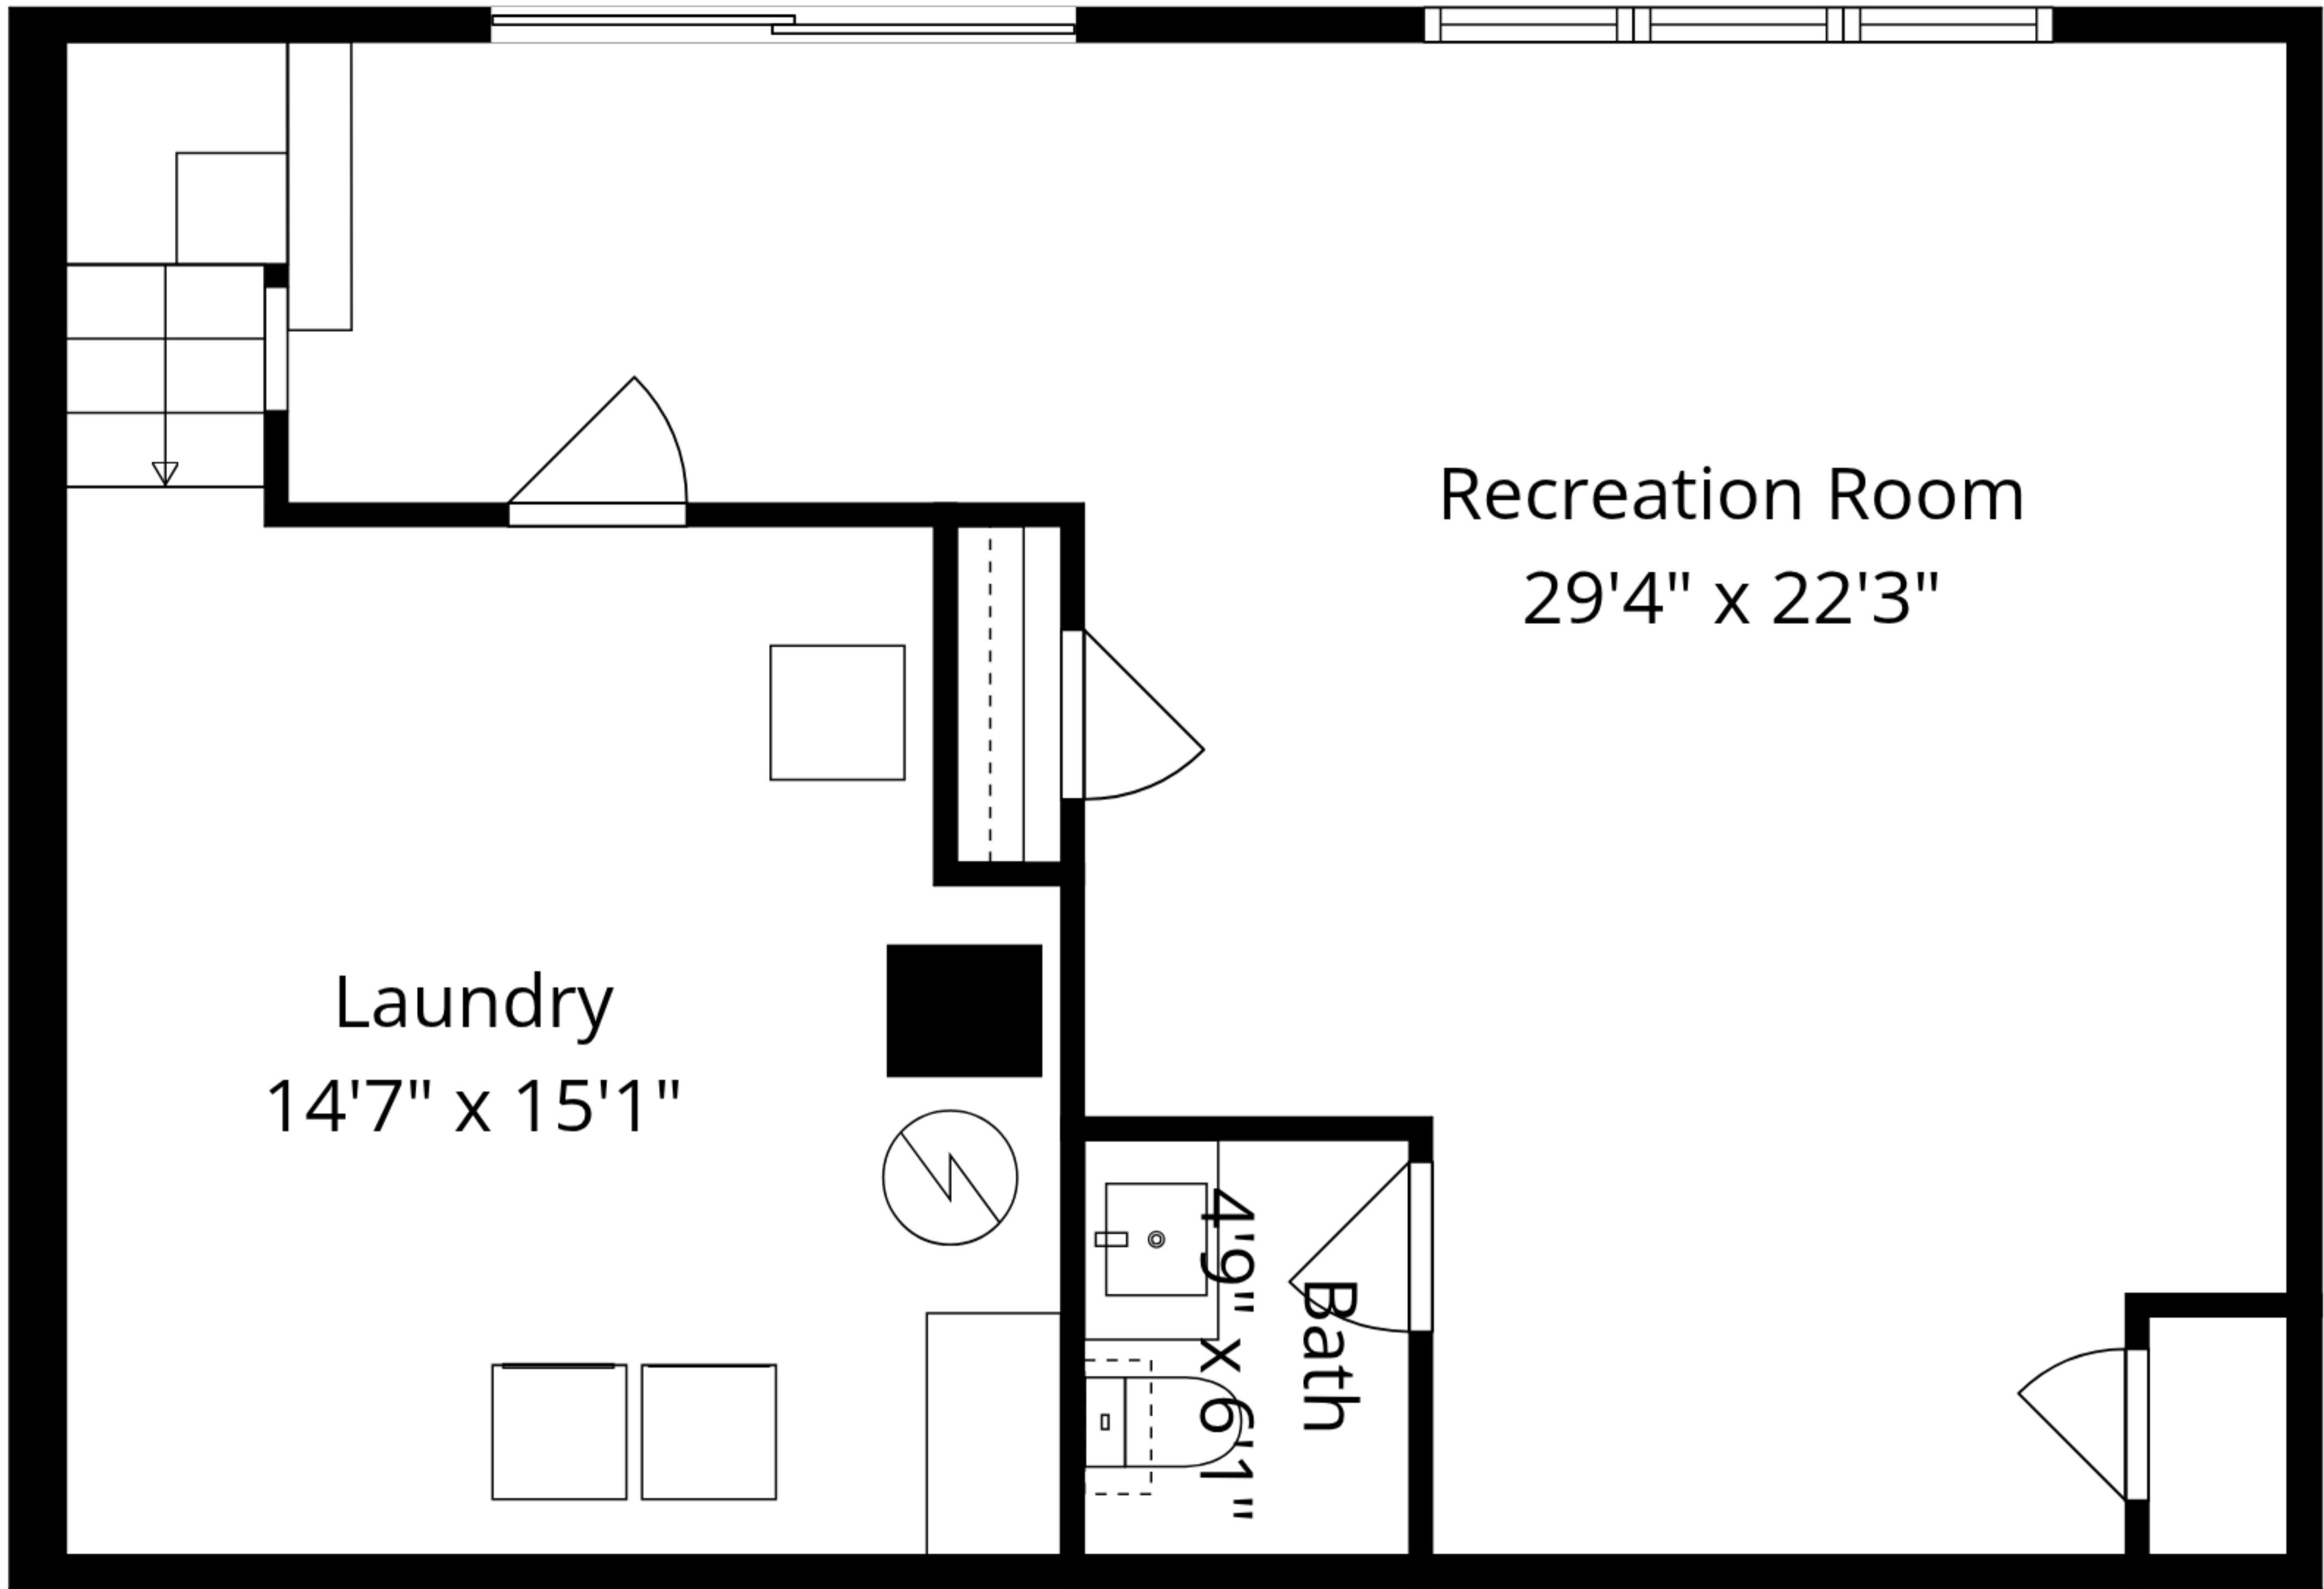 Recreation Room
29'4" x 22'3"
Laundry
14'7" x 15'1"
Bath
4'9" x 6'1"